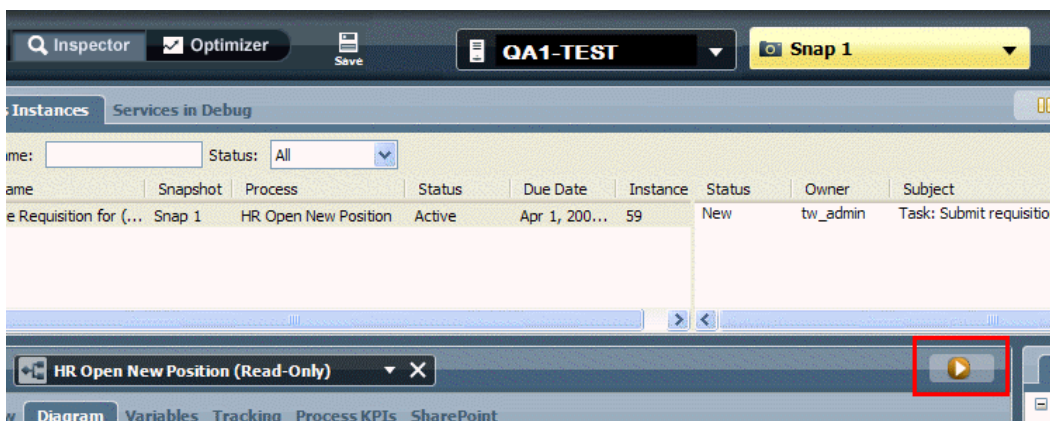 Inspector Optimizer Save QA1-TEST Snap 1
Instances Services in Debug
Status: All
Snapshot Process Status Due Date Instance Status Owner Subject
e Requisition for (... Snap 1 HR Open New Position Active Apr 1, 200... 59 New tw_admin Task: Submit requisitio
HR Open New Position (Read-Only)
Diagram Variables Tracking Process KPIs SharePoint